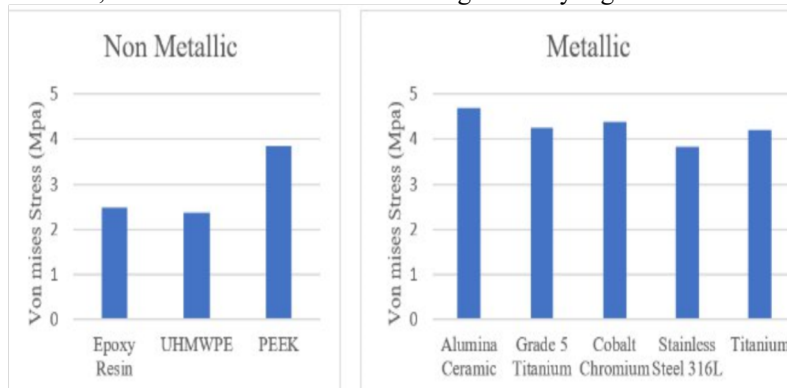 Non Metallic
Von mises Stress (Mpa)
5
4
3
2
1
0
Epoxy UHMWPE PEEK
Resin
Metallic
Von mises Stress (Mpa)
5
4
3
2
1
0
Alumina Grade 5 Cobalt Stainless Titanium
Ceramic Titanium Chromium Steel 316L